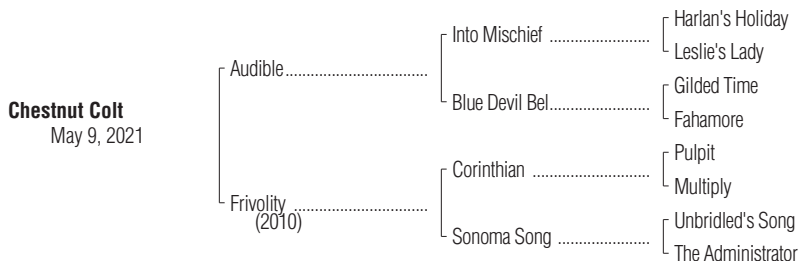 Harlan's Holiday
Into Mischief ........................
Leslie's Lady
Audible..................................
Gilded Time
Blue Devil Bel.......................
Fahamore
Chestnut Colt
May 9, 2021
Pulpit
Corinthian ...........................
Multiply
Frivolity ................................
(2010)
Unbridled's Song
Sonoma Song .....................
The Administrator